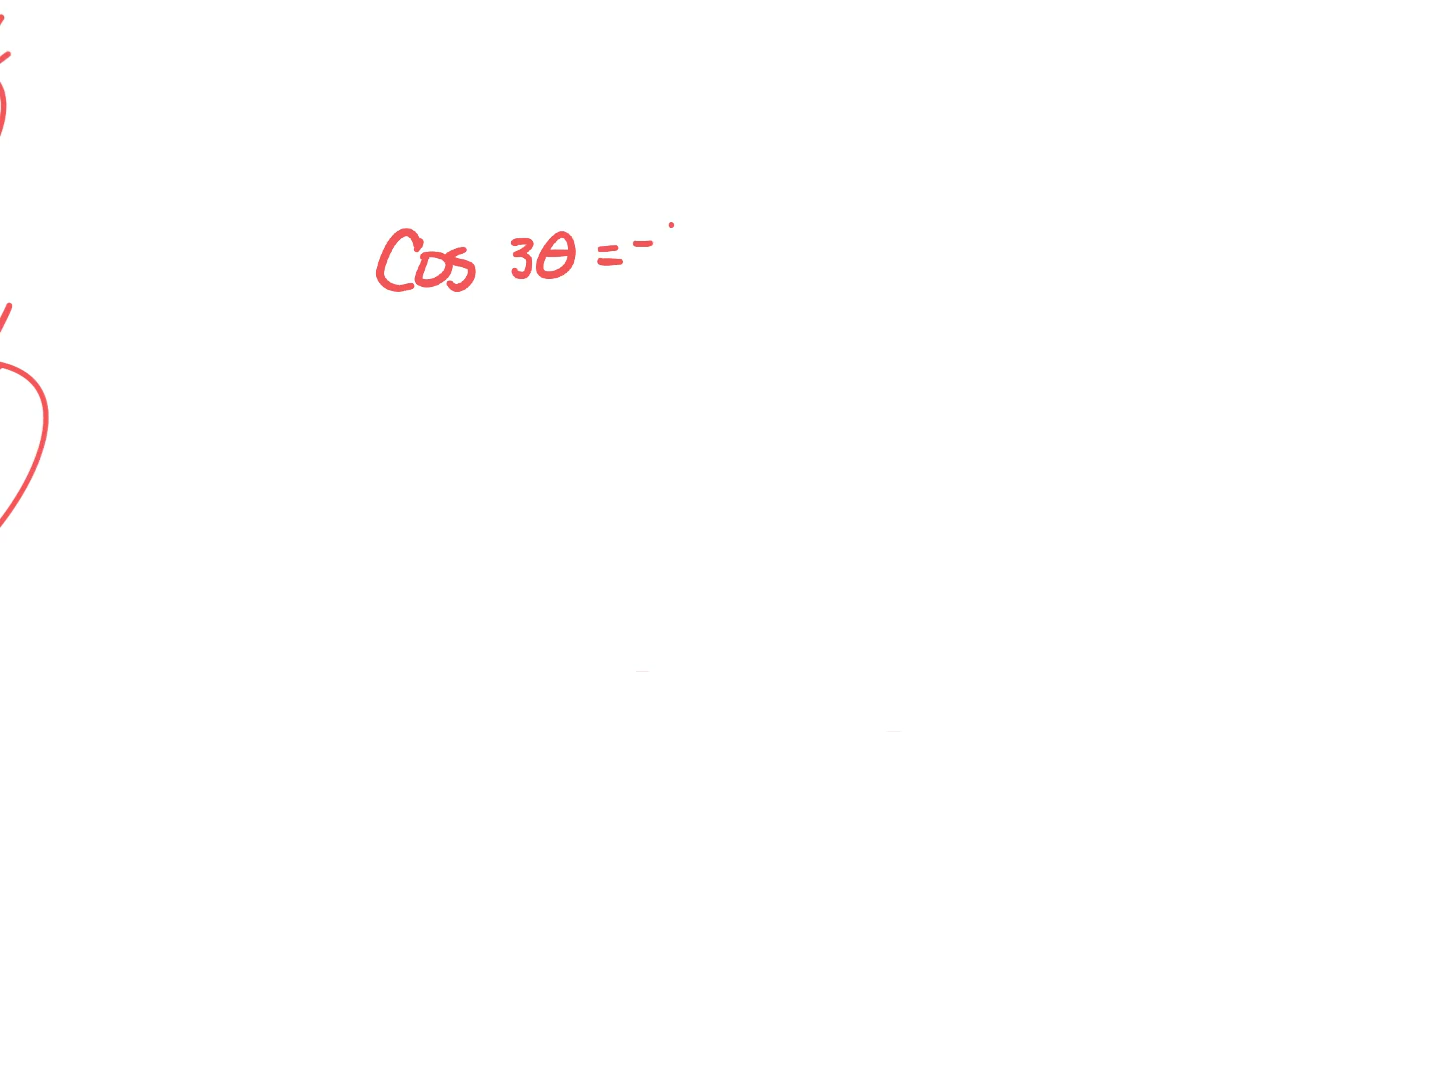 Cos 3θ = -